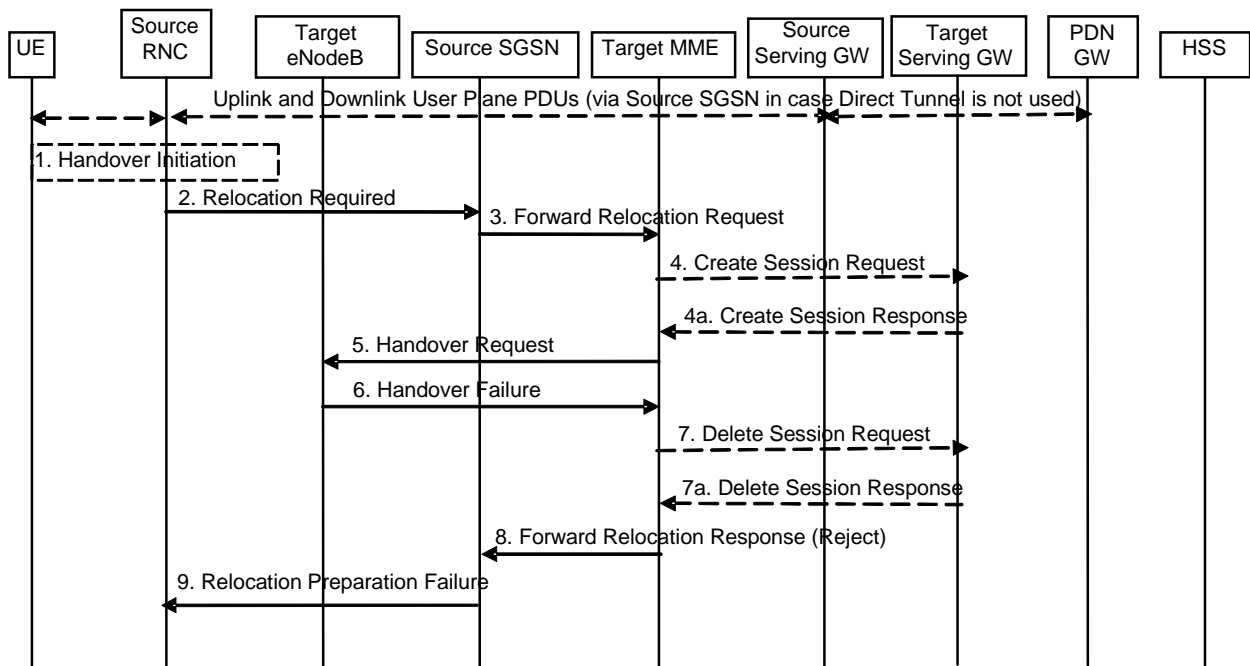 UE
Source
RNC
Target
eNodeB
Source SGSN
Target MME
Source
Serving GW
Target
Serving GW
PDN
GW
HSS
Uplink and Downlink User Plane PDUs (via Source SGSN in case Direct Tunnel is not used)
1. Handover Initiation
2. Relocation Required
3. Forward Relocation Request
4. Create Session Request
4a. Create Session Response
5. Handover Request
6. Handover Failure
7. Delete Session Request
7a. Delete Session Response
8. Forward Relocation Response (Reject)
9. Relocation Preparation Failure